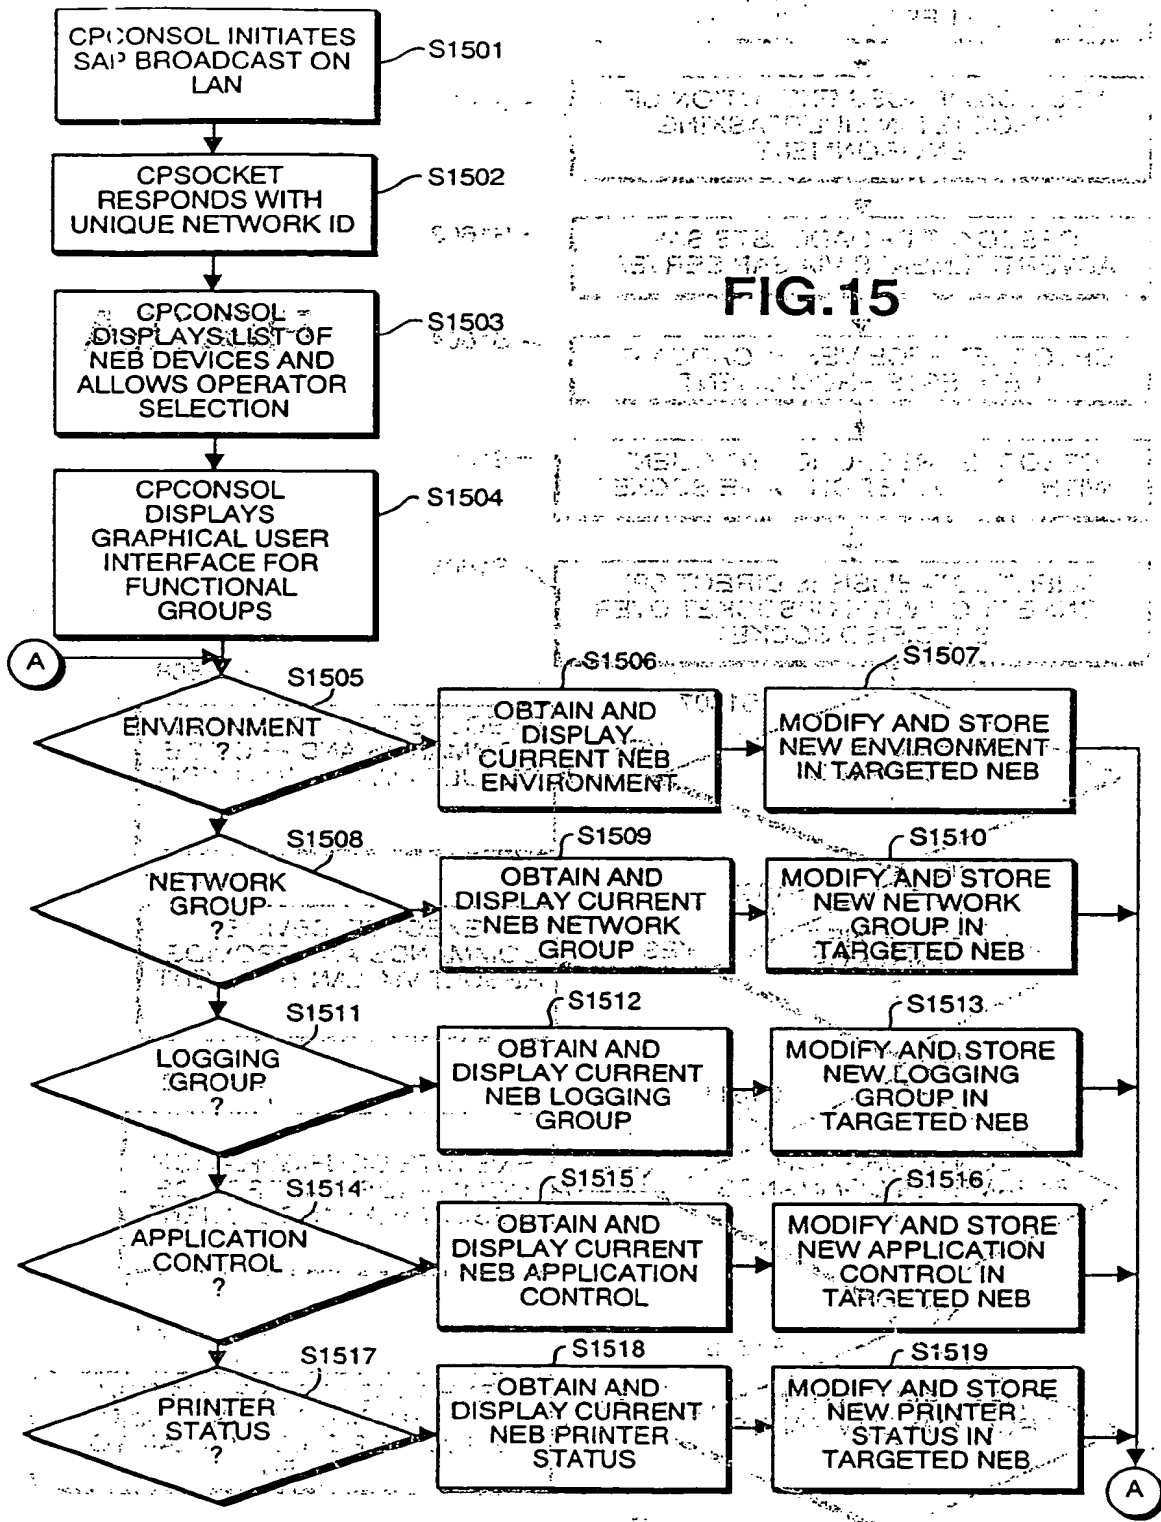 CPCONSOL INITIATES
SAP BROADCAST ON
LAN
S1501
CPSOCKET
RESPONDS WITH
UNIQUE NETWORK ID
S1502
FIG.15
CPCONSOL
DISPLAYS LIST OF
NEB DEVICES AND
ALLOWS OPERATOR
SELECTION
S1503
CPCONSOL
DISPLAYS
GRAPHICAL USER
INTERFACE FOR
FUNCTIONAL
GROUPS
S1504
A
ENVIRONMENT
?
S1505
OBTAIN AND
DISPLAY
CURRENT NEB
ENVIRONMENT
S1506
MODIFY AND STORE
NEW ENVIRONMENT
IN TARGETED NEB
S1507
NETWORK
GROUP
?
S1508
OBTAIN AND
DISPLAY CURRENT
NEB NETWORK
GROUP
S1509
MODIFY AND STORE
NEW NETWORK
GROUP IN
TARGETED NEB
S1510
LOGGING
GROUP
?
S1511
OBTAIN AND
DISPLAY CURRENT
NEB LOGGING
GROUP
S1512
MODIFY AND STORE
NEW LOGGING
GROUP IN
TARGETED NEB
S1513
APPLICATION
CONTROL
?
S1514
OBTAIN AND
DISPLAY CURRENT
NEB APPLICATION
CONTROL
S1515
MODIFY AND STORE
NEW APPLICATION
CONTROL IN
TARGETED NEB
S1516
PRINTER
STATUS
?
S1517
OBTAIN AND
DISPLAY CURRENT
NEB PRINTER
STATUS
S1518
MODIFY AND STORE
NEW PRINTER
STATUS IN
TARGETED NEB
S1519
A